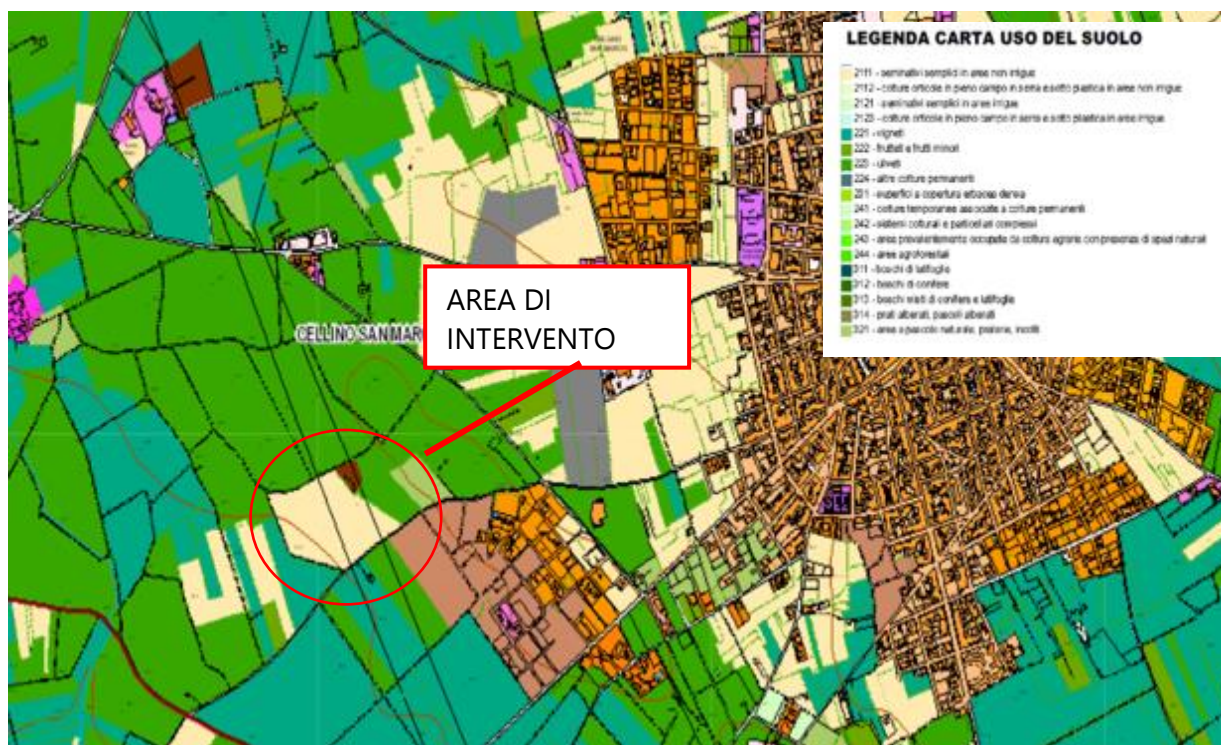 LEGENDA CARTA USO DEL SUOLO
2111 - seminativi semplici in aree non irrigue
2112 - colture orticole in pieno campo in serra e sotto plastica in aree non irrigue
2121 - seminativi semplici in aree irrigue
2123 - colture orticole in pieno campo in serra e sotto plastica in aree irrigue
221 - vigneti
222 - frutteti e frutti minori
223 - uliveti
224 - altre colture permanenti
231 - superfici a copertura erbacea densa
241 - colture temporanee associate a colture permanenti
242 - sistemi colturali e particellari complessi
243 - aree prevalentemente occupate da colture agrarie con presenza di spazi naturali
244 - aree agroforestali
311 - boschi di latifoglie
312 - boschi di conifere
313 - boschi misti di conifere e latifoglie
314 - prati alberati, pascoli alberati
321 - aree a pascolo naturale, praterie, incolti
AREA DI
INTERVENTO
CELLINO SAN MAR